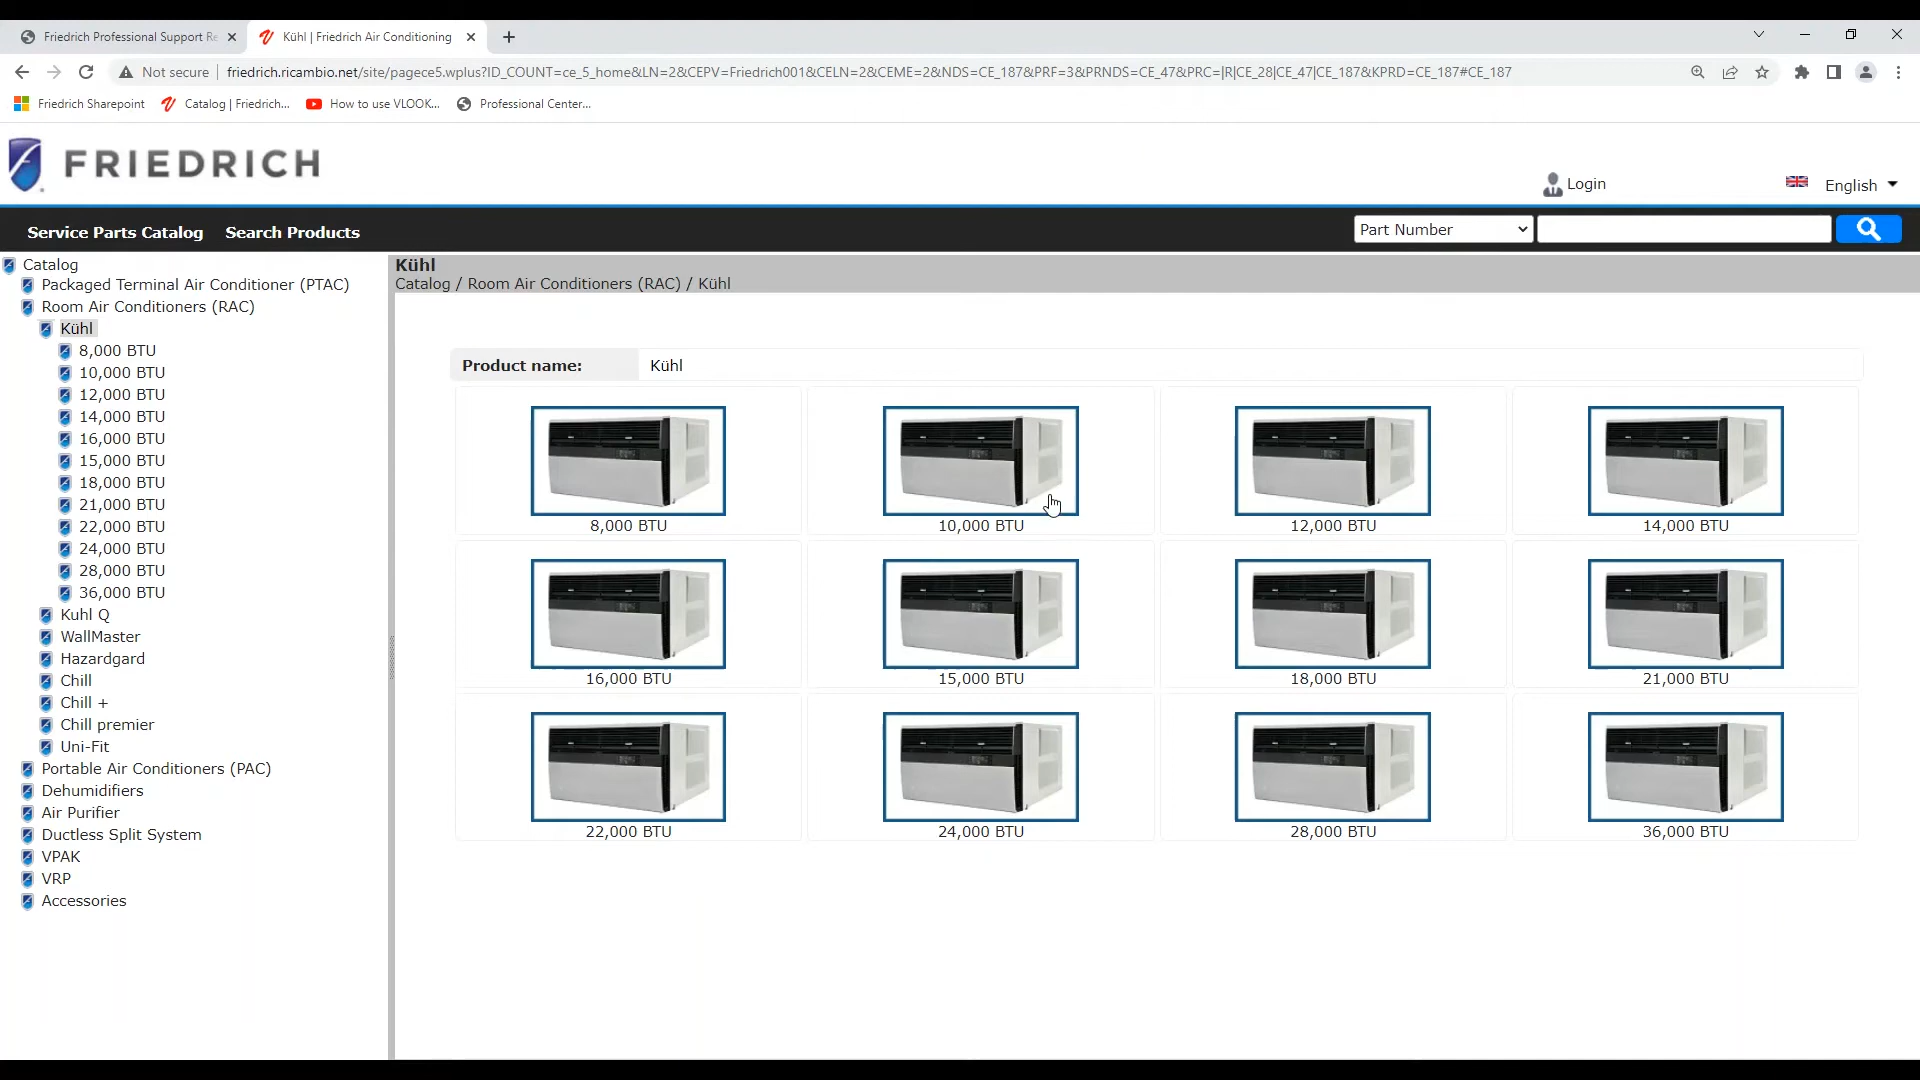 Friedrich Professional Support Re
Kühl | Friedrich Air Conditioning
Not secure
friedrich.ricambio.net/site/pagece5.wplus?ID_COUNT=ce_5_home&LN=2&CEPV=Friedrich001&CELN=2&CEME=2&NDS=CE_187&PRF=3&PRNDS=CE_47&PRC=|R|CE_28|CE_47|CE_187&KPRD=CE_187#CE_187
Friedrich Sharepoint
Catalog | Friedrich...
How to use VLOOK...
Professional Center...
FRIEDRICH
Login
English
Service Parts Catalog
Search Products
Part Number
Catalog
Packaged Terminal Air Conditioner (PTAC)
Room Air Conditioners (RAC)
Kühl
8,000 BTU
10,000 BTU
12,000 BTU
14,000 BTU
16,000 BTU
15,000 BTU
18,000 BTU
21,000 BTU
22,000 BTU
24,000 BTU
28,000 BTU
36,000 BTU
Kuhl Q
WallMaster
Hazardgard
Chill
Chill +
Chill premier
Uni-Fit
Portable Air Conditioners (PAC)
Dehumidifiers
Air Purifier
Ductless Split System
VPAK
VRP
Accessories
Kühl
Catalog / Room Air Conditioners (RAC) / Kühl
Product name:
Kühl
8,000 BTU
10,000 BTU
12,000 BTU
14,000 BTU
16,000 BTU
15,000 BTU
18,000 BTU
21,000 BTU
22,000 BTU
24,000 BTU
28,000 BTU
36,000 BTU